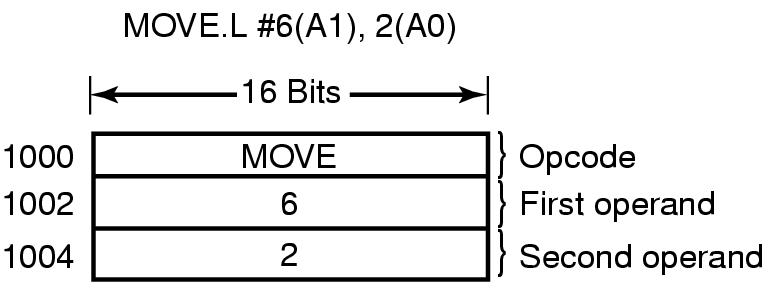 MOVE.L #6(A1), 2(A0)
16 Bits
1000 MOVE } Opcode
1002 6 } First operand
1004 2 } Second operand